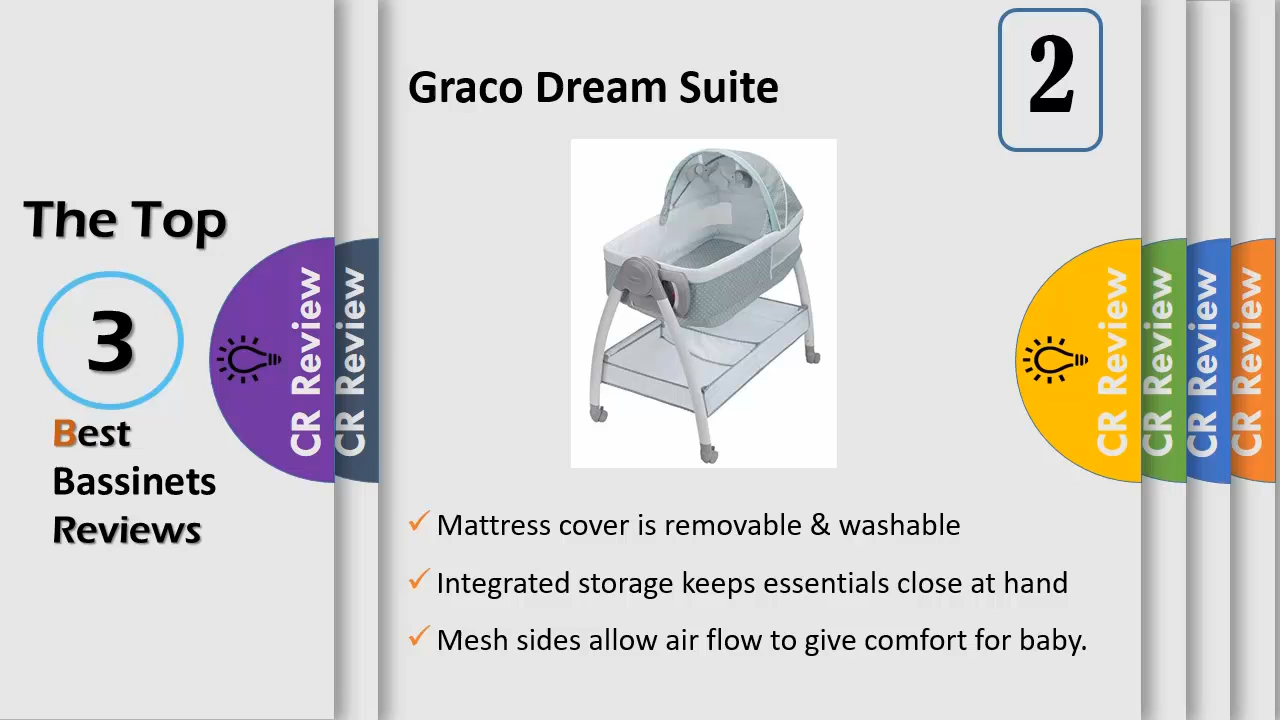 The Top
3
Best
Bassinets
Reviews
CR Review
CR Review
Graco Dream Suite
2
Mattress cover is removable & washable
Integrated storage keeps essentials close at hand
Mesh sides allow air flow to give comfort for baby.
CR Review
CR Review
CR Review
CR Review